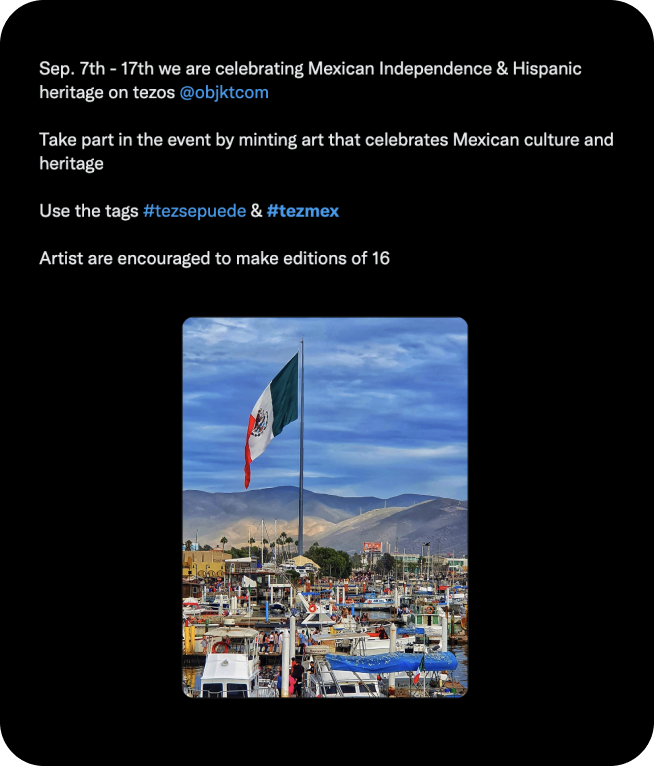 Sep. 7th - 17th we are celebrating Mexican Independence & Hispanic
heritage on tezos @objktcom
Take part in the event by minting art that celebrates Mexican culture and
heritage
Use the tags #tezsepuede & #tezmex
Artist are encouraged to make editions of 16